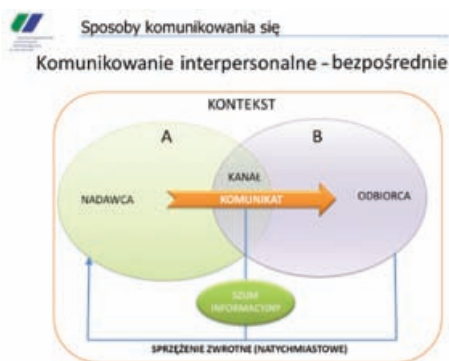 Sposoby komunikowania się
Komunikowanie interpersonalne - bezpośrednie
KONTEKST
A
B
KANAŁ
NADAWCA
KOMUNIKAT
ODBIORCA
SZUM
INFORMACYJNY
SPRZĘŻENIE ZWROTNE (NATYCHMIASTOWE)